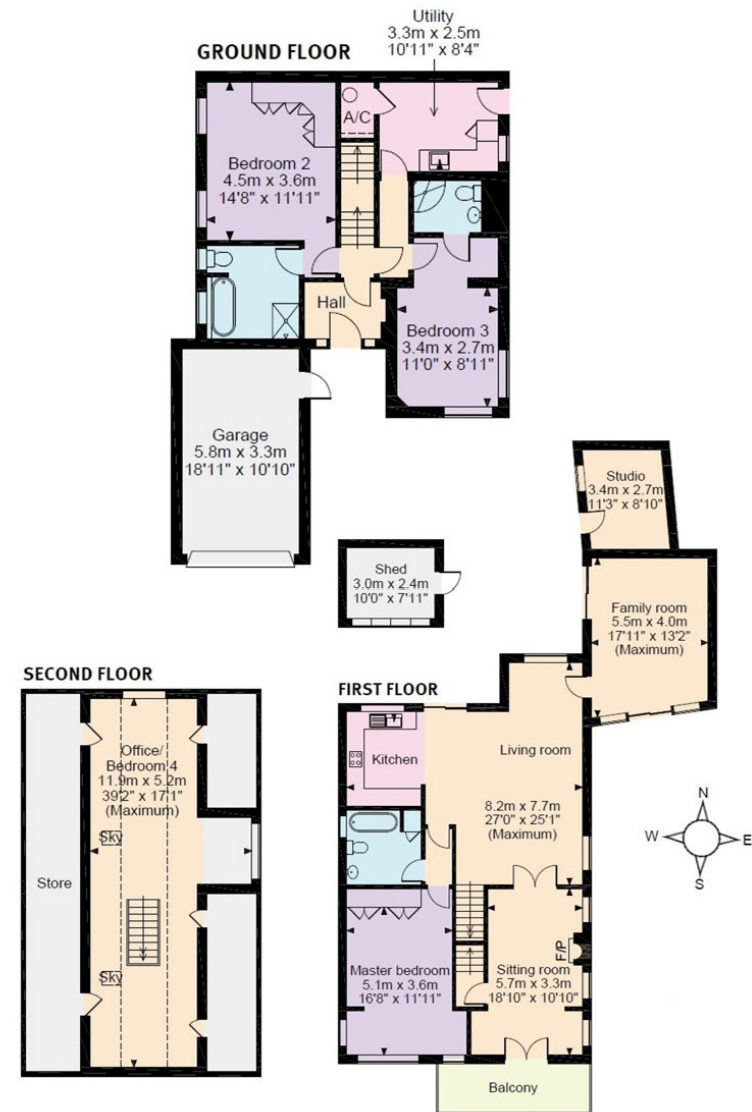 GROUND FLOOR
Utility
3.3m x 2.5m
10'11" x 8'4"
A/C
Bedroom 2
4.5m x 3.6m
14'8" x 11'11"
Hall
Bedroom 3
3.4m x 2.7m
11'0" x 8'11"
Garage
5.8m x 3.3m
18'11" x 10'10"
Studio
3.4m x 2.7m
11'3" x 8'10"
Shed
3.0m x 2.4m
10'0" x 7'11"
Family room
5.5m x 4.0m
17'11" x 13'2"
(Maximum)
SECOND FLOOR
Office/
Bedroom 4
11.9m x 5.2m
39'2" x 17'1"
(Maximum)
Sky
Store
Sky
FIRST FLOOR
Kitchen
Living room
8.2m x 7.7m
27'0" x 25'1"
(Maximum)
Master bedroom
5.1m x 3.6m
16'8" x 11'11"
F/P
Sitting room
5.7m x 3.3m
18'10" x 10'10"
Balcony
N
W
E
S